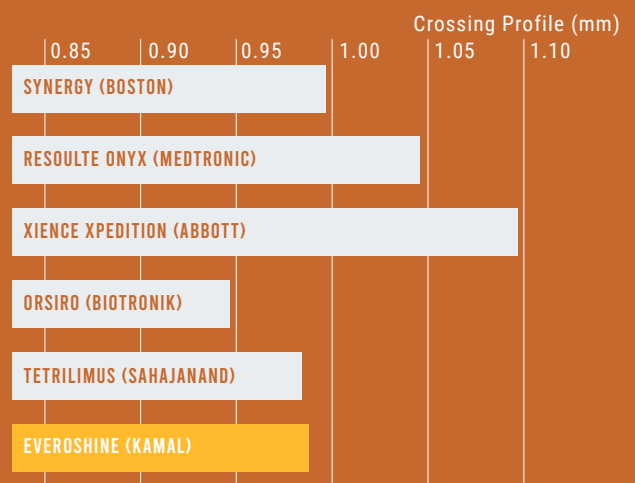 Crossing Profile (mm)
0.85 0.90 0.95 1.00 1.05 1.10
SYNERGY (BOSTON)
RESOULTE ONYX (MEDTRONIC)
XIENCE XPEDITION (ABBOTT)
ORSIRO (BIOTRONIK)
TETRILIMUS (SAHAJANAND)
EVEROSHINE (KAMAL)